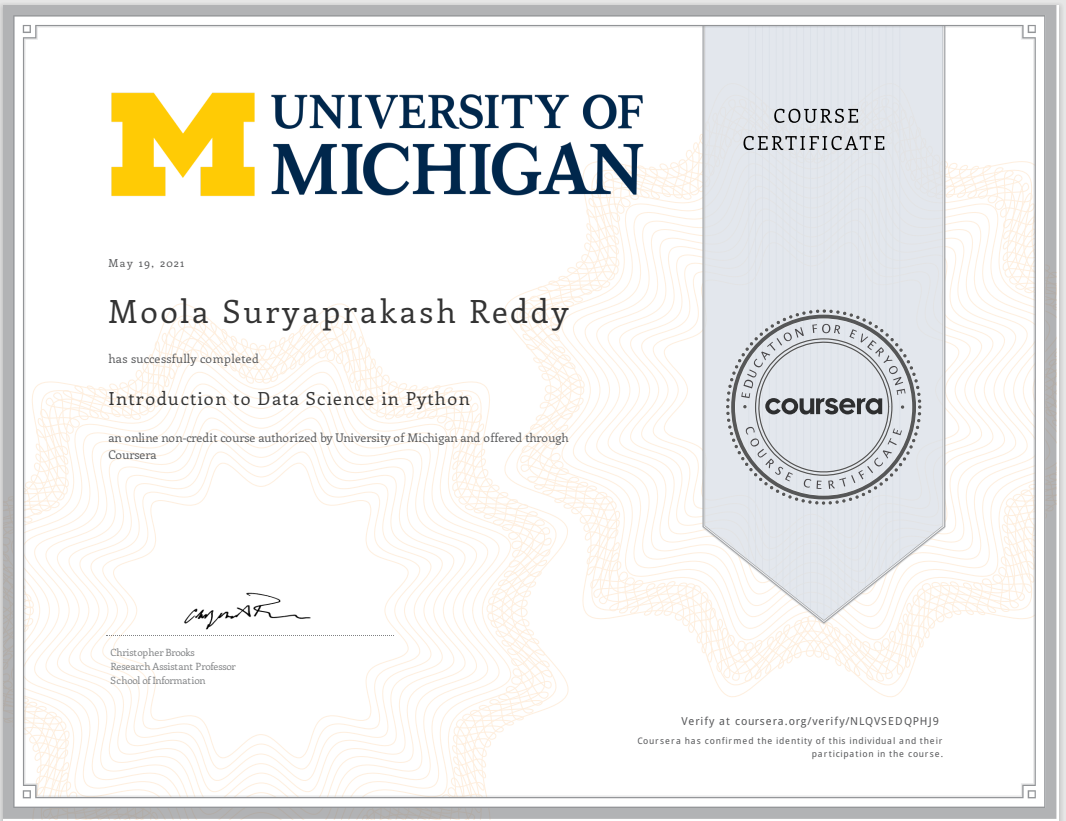 UNIVERSITY OF
MICHIGAN
COURSE
CERTIFICATE
May 19, 2021
Moola Suryaprakash Reddy
has successfully completed
Introduction to Data Science in Python
an online non-credit course authorized by University of Michigan and offered through
Coursera
EDUCATION FOR EVERYONE
coursera
COURSE CERTIFICATE
Christopher Brooks
Research Assistant Professor
School of Information
Verify at coursera.org/verify/NLQVSEDQPHJ9
Coursera has confirmed the identity of this individual and their
participation in the course.